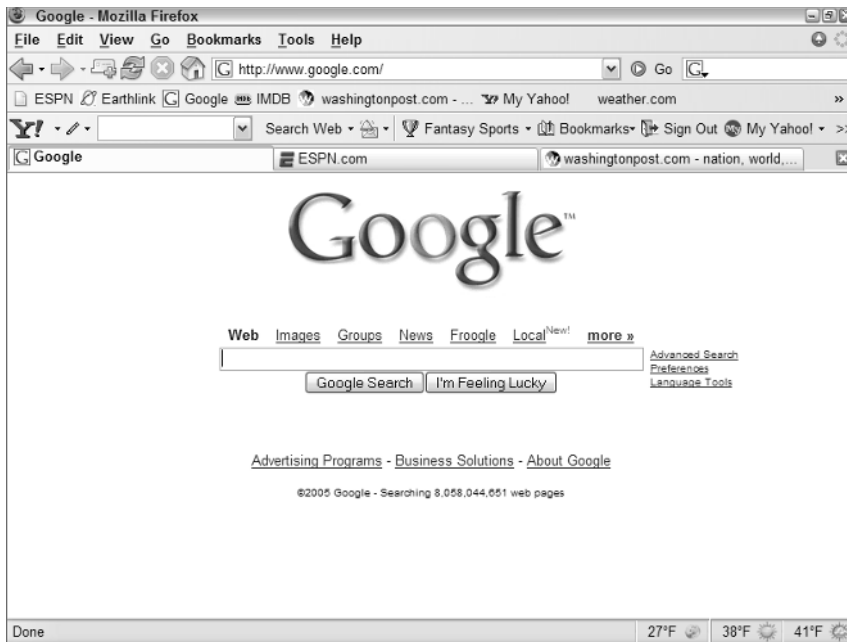 Google - Mozilla Firefox
File Edit View Go Bookmarks Tools Help
G http://www.google.com/ Go G
ESPN Earthlink G Google IMDB washingtonpost.com - ... My Yahoo! weather.com »
Y! Search Web Fantasy Sports Bookmarks Sign Out My Yahoo! >>
G Google ESPN.com washingtonpost.com - nation, world,...
Google™
Web Images Groups News Froogle Local New! more »
Advanced Search
Preferences
Language Tools
Google Search I'm Feeling Lucky
Advertising Programs - Business Solutions - About Google
©2005 Google - Searching 8,058,044,651 web pages
Done 27°F 38°F 41°F